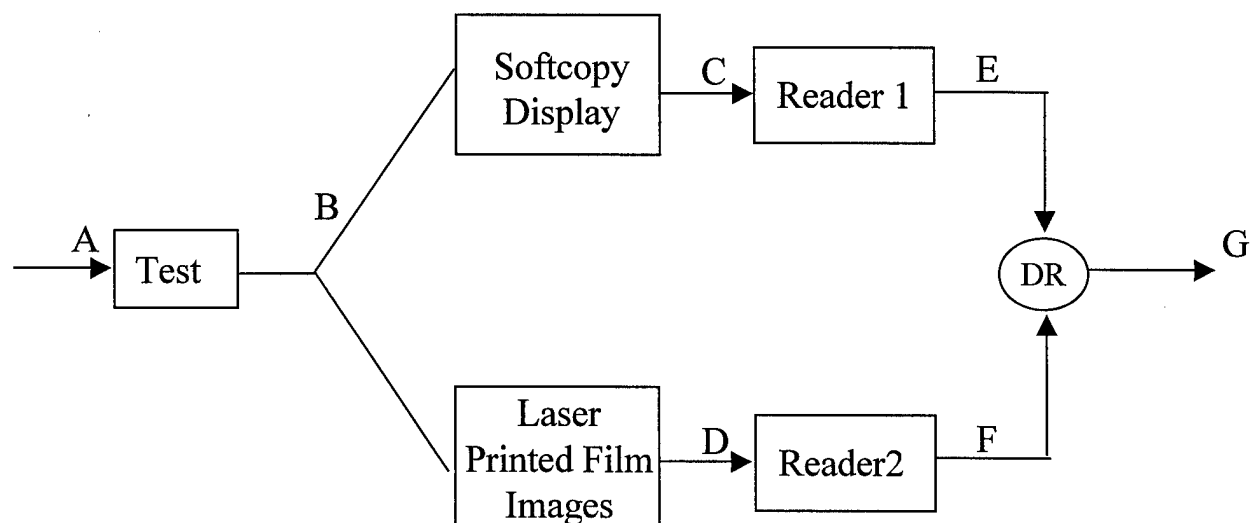 Softcopy
Display
C
Reader 1
E
B
A
Test
DR
G
Laser
Printed Film
Images
D
Reader2
F